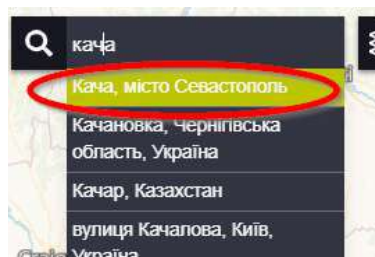 кача
Кача, місто Севастополь
Качановка, Чернігівська
область, Україна
Качар, Казахстан
вулиця Качалова, Київ,
Україна